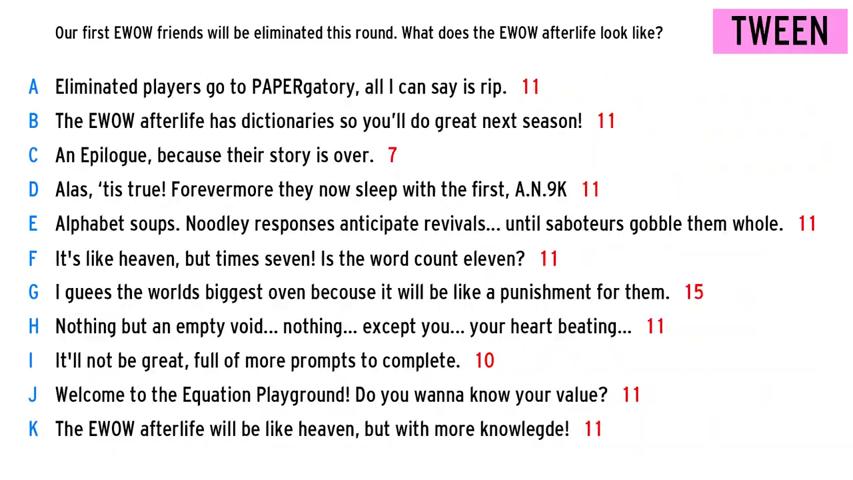 Our first EWOW friends will be eliminated this round. What does the EWOW afterlife look like?
TWEEN
A Eliminated players go to PAPERgatory, all I can say is rip. 11
B The EWOW afterlife has dictionaries so you'll do great next season! 11
C An Epilogue, because their story is over. 7
D Alas, ‘tis true! Forevermore they now sleep with the first, A.N.9K 11
E Alphabet soups. Noodley responses anticipate revivals... until saboteurs gobble them whole. 11
F It's like heaven, but times seven! Is the word count eleven? 11
G I guees the worlds biggest oven becouse it will be like a punishment for them. 15
H Nothing but an empty void... nothing... except you... your heart beating... 11
I It'll not be great, full of more prompts to complete. 10
J Welcome to the Equation Playground! Do you wanna know your value? 11
K The EWOW afterlife will be like heaven, but with more knowlegde! 11